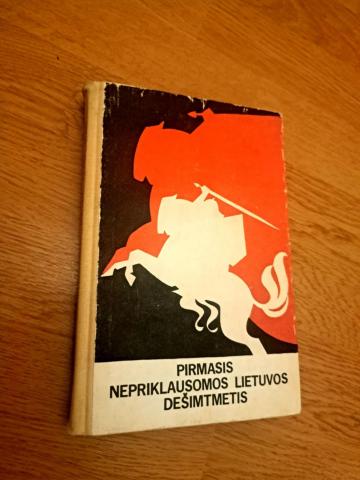 PIRMASIS
NEPRIKLAUSOMOS LIETUVOS
DEŠIMTMETIS